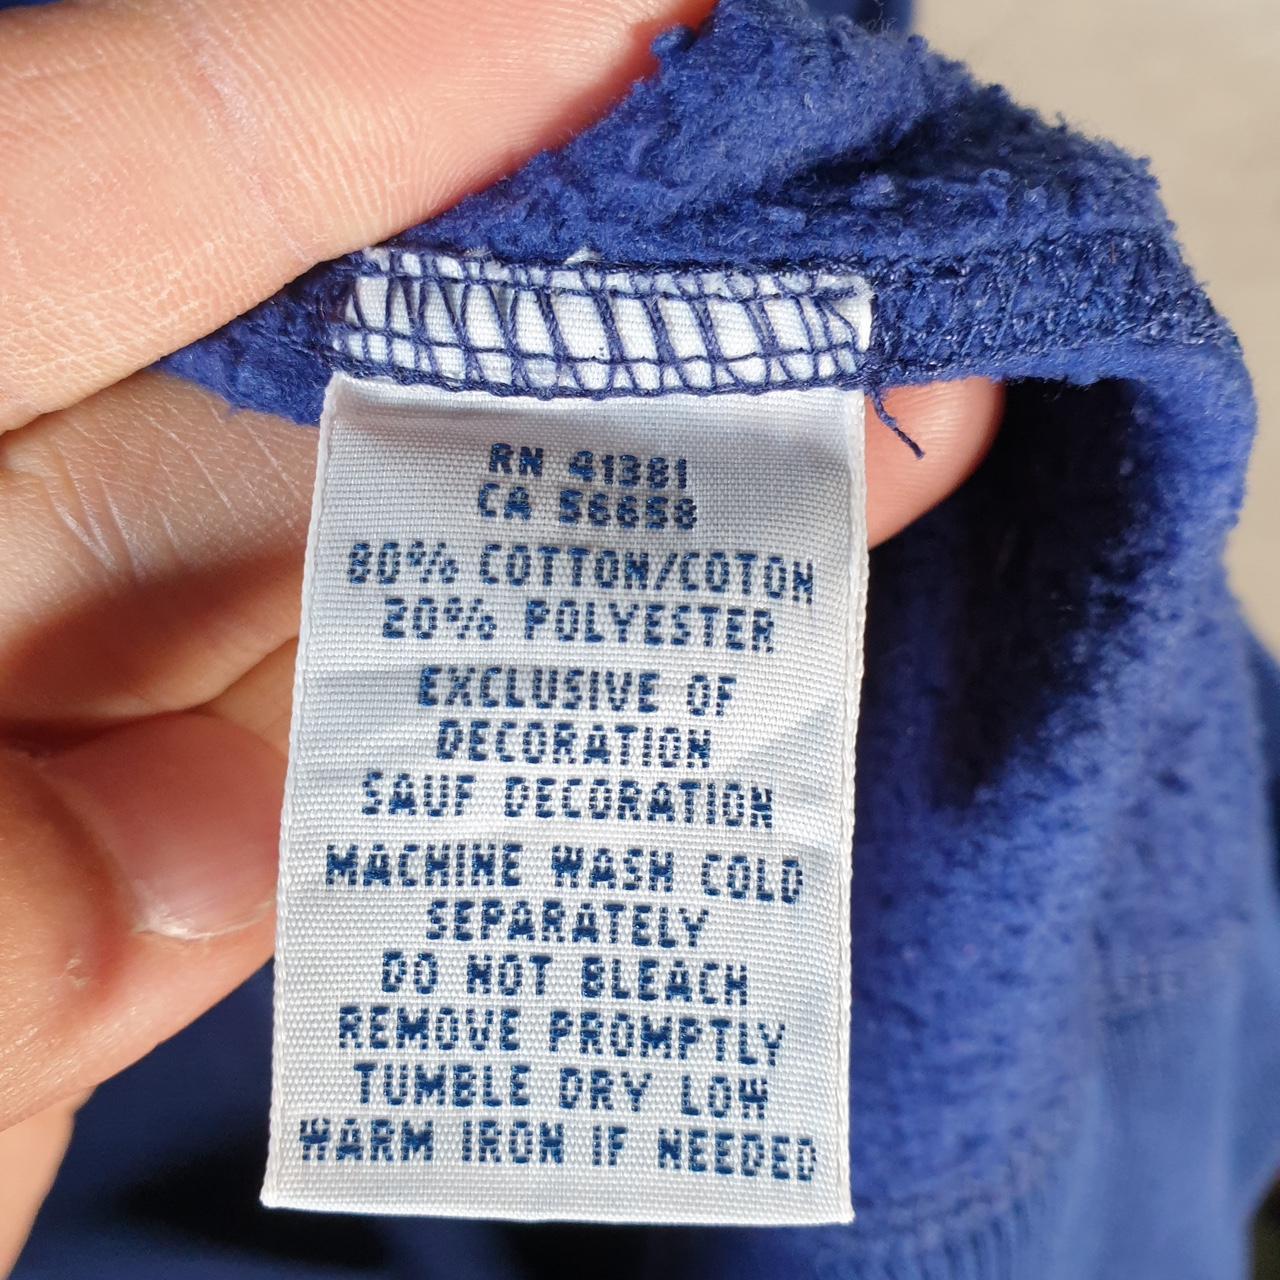 RN 41381
CA 56658
80% COTTON/COTON
20% POLYESTER
EXCLUSIVE OF
DECORATION
SAUF DECORATION
MACHINE WASH COLD
SEPARATELY
DO NOT BLEACH
REMOVE PROMPTLY
TUMBLE DRY LOW
WARM IRON IF NEEDED